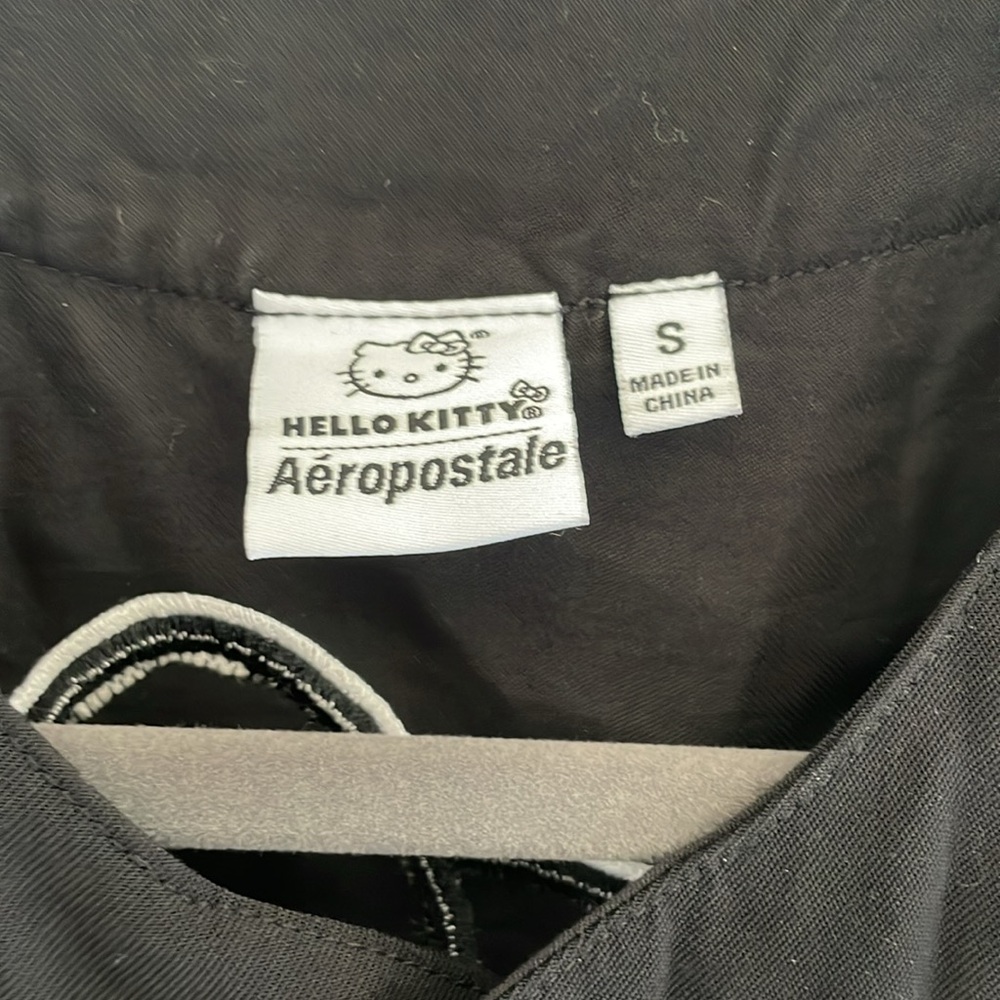 HELLO KITTY®
Aéropostale
S
MADE IN
CHINA